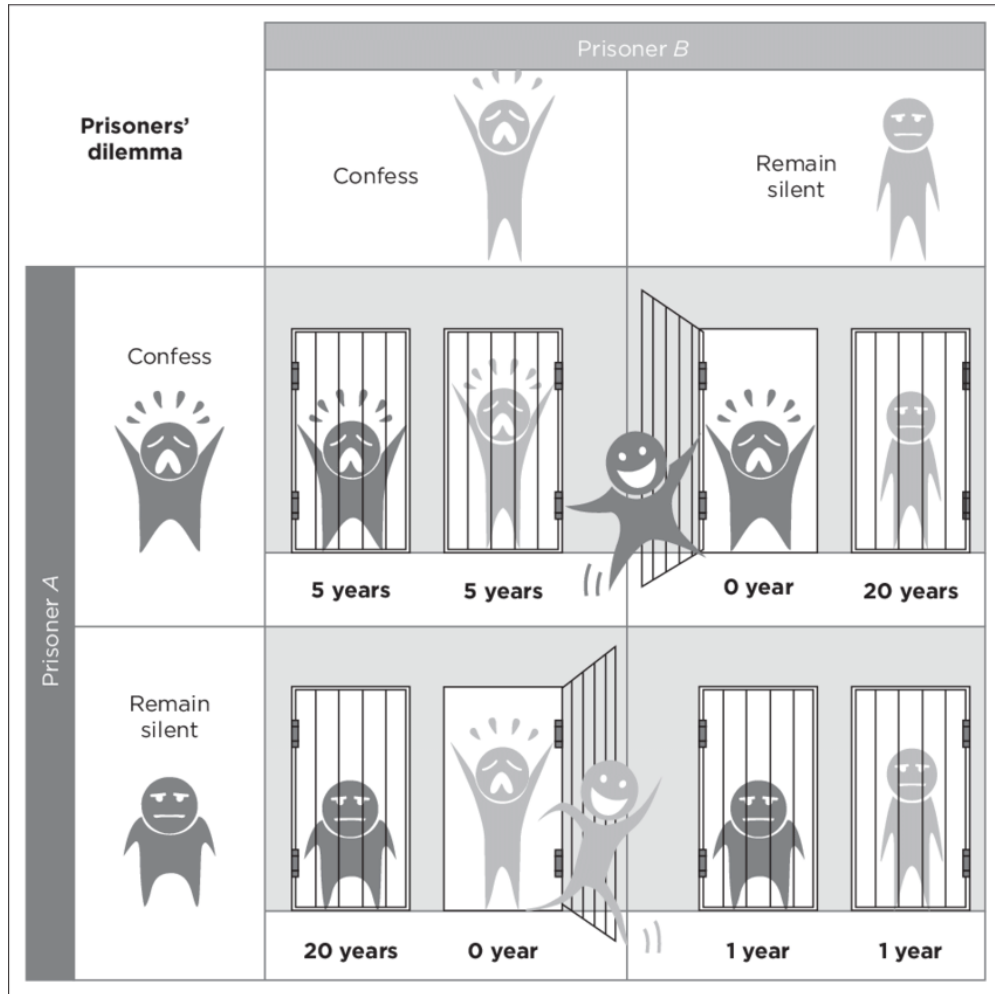 Prisoner B
Prisoners'
dilemma
Confess
Remain
silent
Prisoner A
Confess
5 years
5 years
0 year
20 years
Remain
silent
20 years
0 year
1 year
1 year